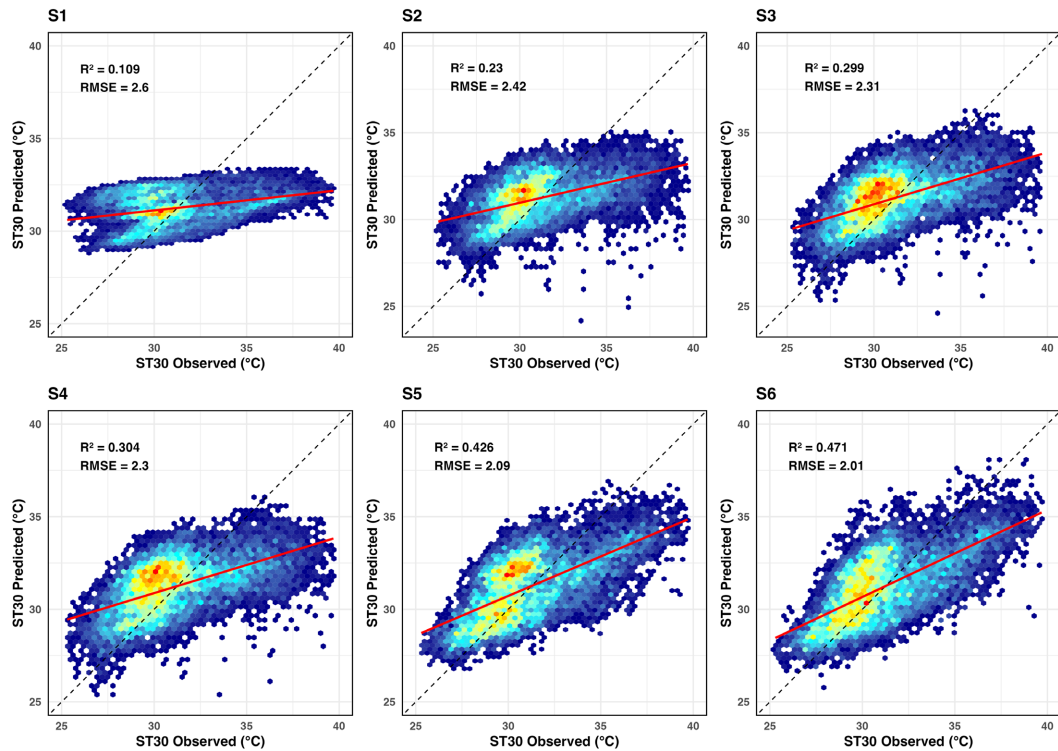 S1
R² = 0.109
RMSE = 2.6
40
35
30
25
ST30 Predicted (°C)
25 30 35 40
ST30 Observed (°C)
S2
R² = 0.23
RMSE = 2.42
40
35
30
25
ST30 Predicted (°C)
25 30 35 40
ST30 Observed (°C)
S3
R² = 0.299
RMSE = 2.31
40
35
30
25
ST30 Predicted (°C)
25 30 35 40
ST30 Observed (°C)
S4
R² = 0.304
RMSE = 2.3
40
35
30
25
ST30 Predicted (°C)
25 30 35 40
ST30 Observed (°C)
S5
R² = 0.426
RMSE = 2.09
40
35
30
25
ST30 Predicted (°C)
25 30 35 40
ST30 Observed (°C)
S6
R² = 0.471
RMSE = 2.01
40
35
30
25
ST30 Predicted (°C)
25 30 35 40
ST30 Observed (°C)